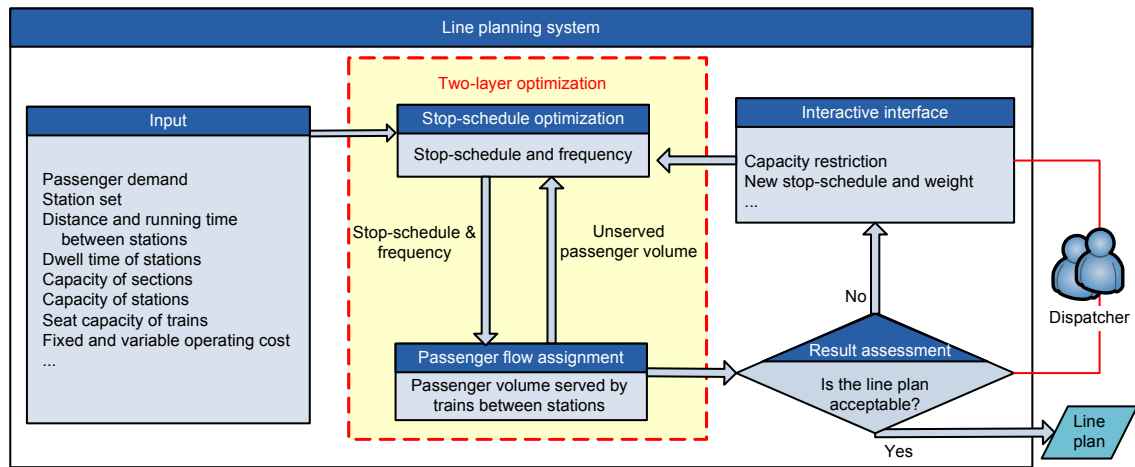 Line planning system
Input
Passenger demand
Station set
Distance and running time
between stations
Dwell time of stations
Capacity of sections
Capacity of stations
Seat capacity of trains
Fixed and variable operating cost
...
Two-layer optimization
Stop-schedule optimization
Stop-schedule and frequency
Stop-schedule &
frequency
Unserved
passenger volume
Passenger flow assignment
Passenger volume served by
trains between stations
Interactive interface
Capacity restriction
New stop-schedule and weight
...
No
Result assessment
Is the line plan
acceptable?
Yes
Dispatcher
Line
plan